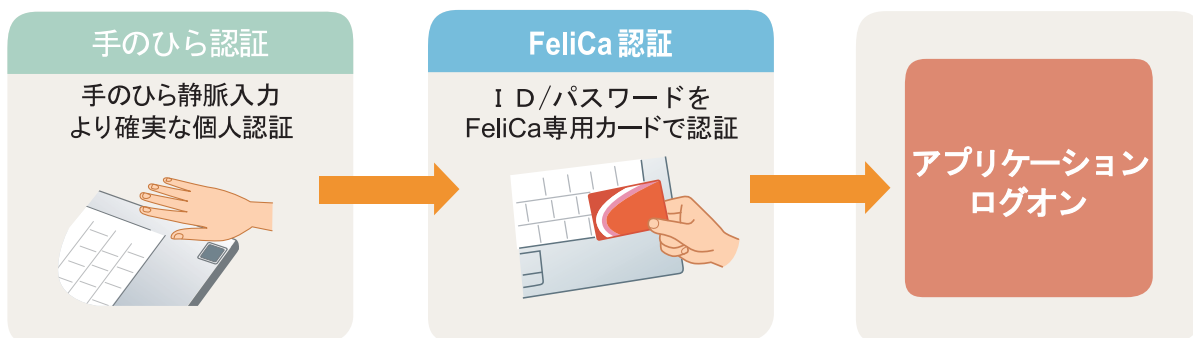 手のひら認証
手のひら静脈入力
より確実な個人認証
FeliCa 認証
I D/パスワードを
FeliCa専用カードで認証
アプリケーション
ログオン